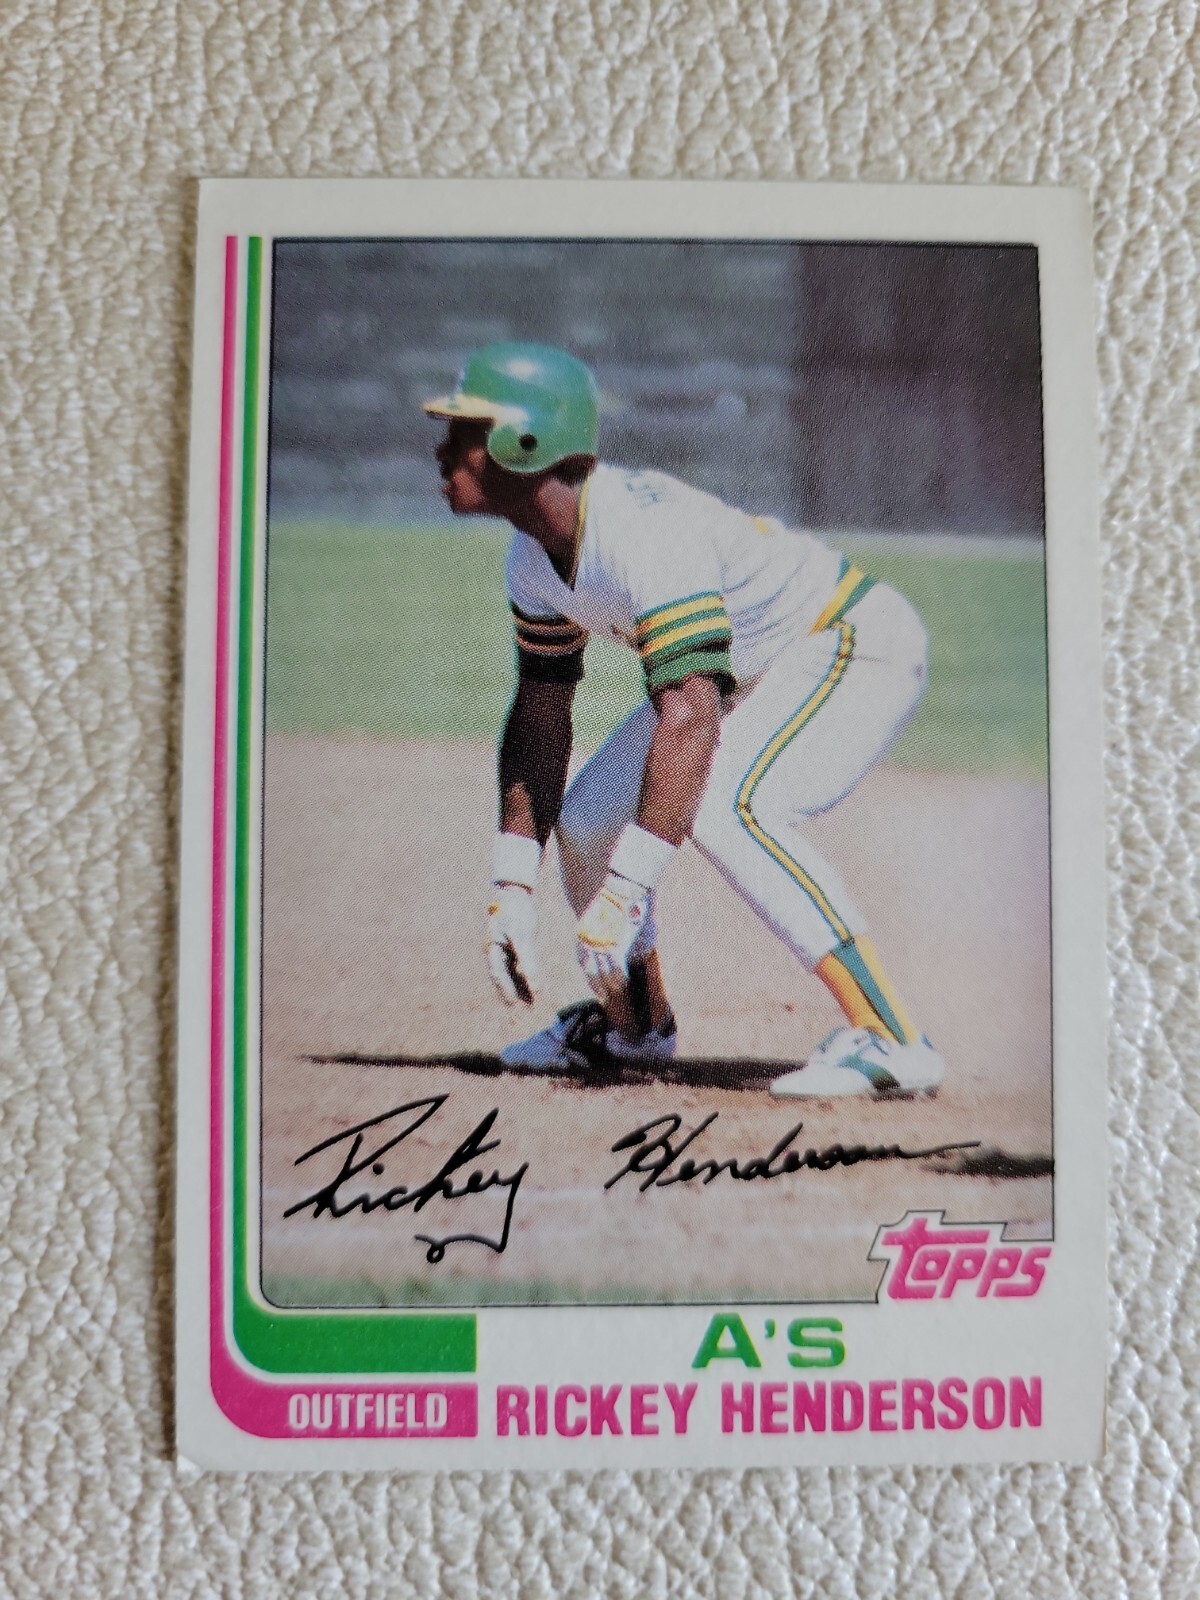 Rickey Henderson
TOPPS
A'S
OUTFIELD
RICKEY HENDERSON